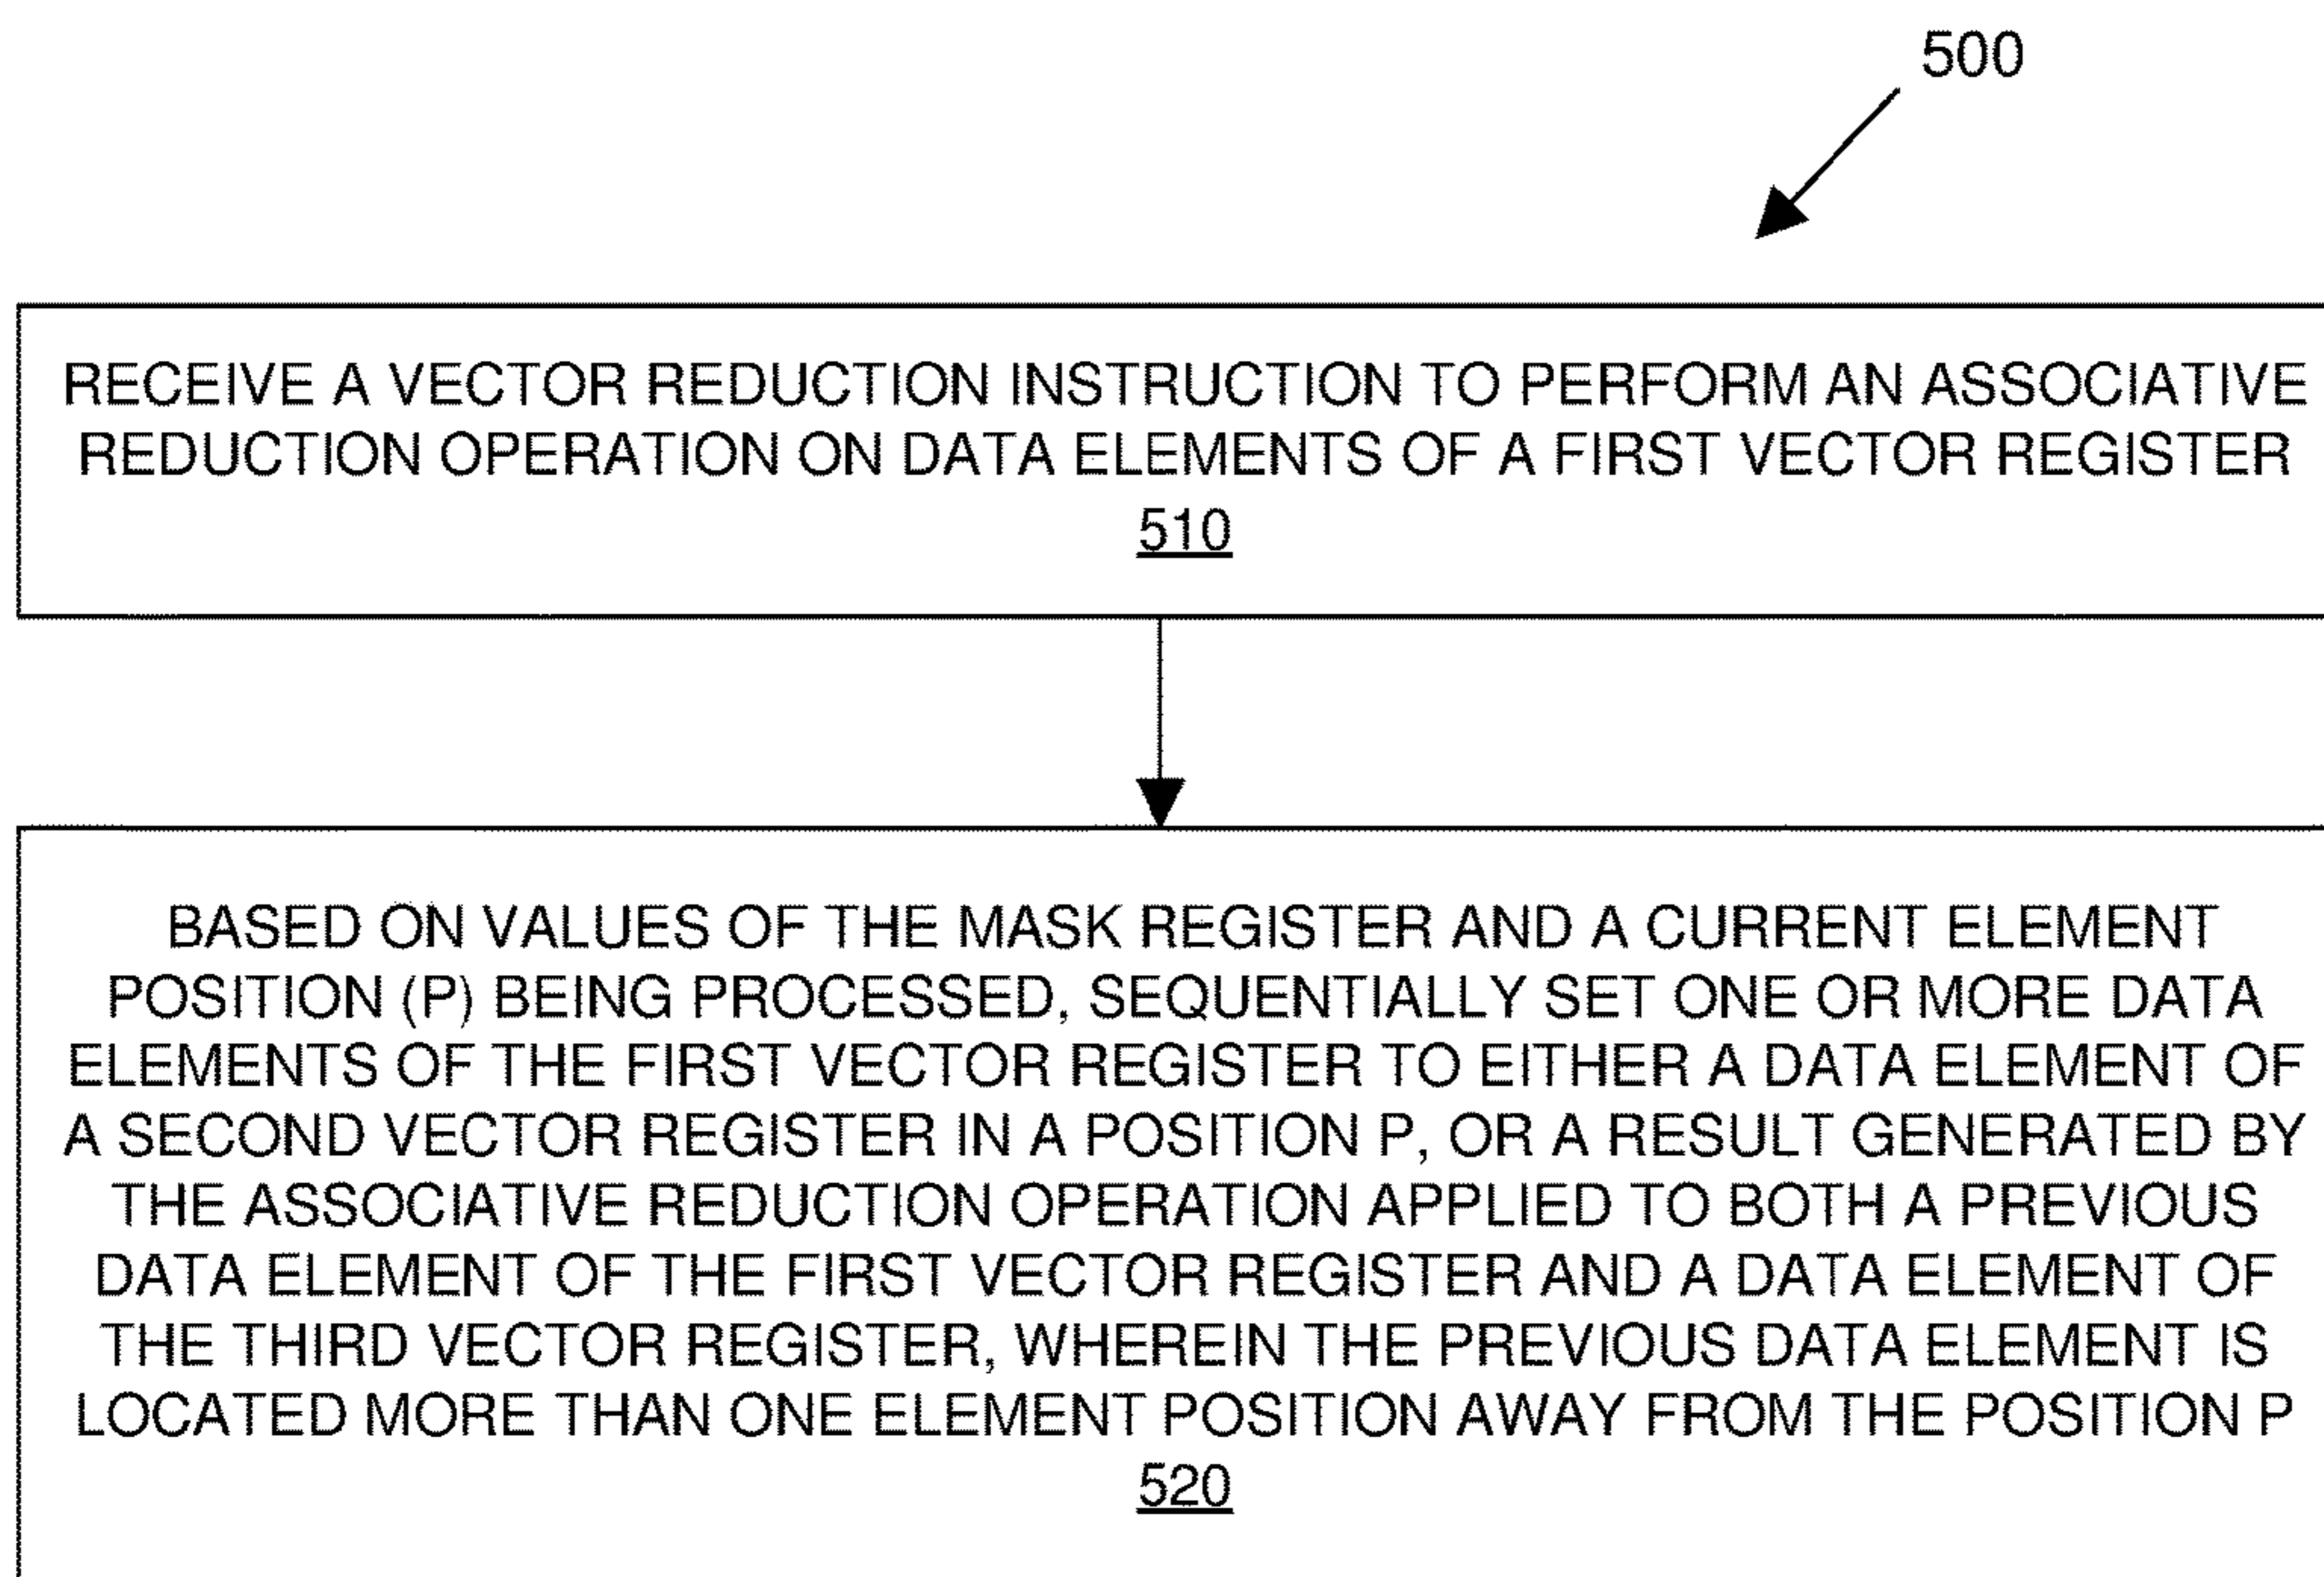 500
RECEIVE A VECTOR REDUCTION INSTRUCTION TO PERFORM AN ASSOCIATIVE
REDUCTION OPERATION ON DATA ELEMENTS OF A FIRST VECTOR REGISTER
510
BASED ON VALUES OF THE MASK REGISTER AND A CURRENT ELEMENT
POSITION (P) BEING PROCESSED, SEQUENTIALLY SET ONE OR MORE DATA
ELEMENTS OF THE FIRST VECTOR REGISTER TO EITHER A DATA ELEMENT OF
A SECOND VECTOR REGISTER IN A POSITION P, OR A RESULT GENERATED BY
THE ASSOCIATIVE REDUCTION OPERATION APPLIED TO BOTH A PREVIOUS
DATA ELEMENT OF THE FIRST VECTOR REGISTER AND A DATA ELEMENT OF
THE THIRD VECTOR REGISTER, WHEREIN THE PREVIOUS DATA ELEMENT IS
LOCATED MORE THAN ONE ELEMENT POSITION AWAY FROM THE POSITION P
520